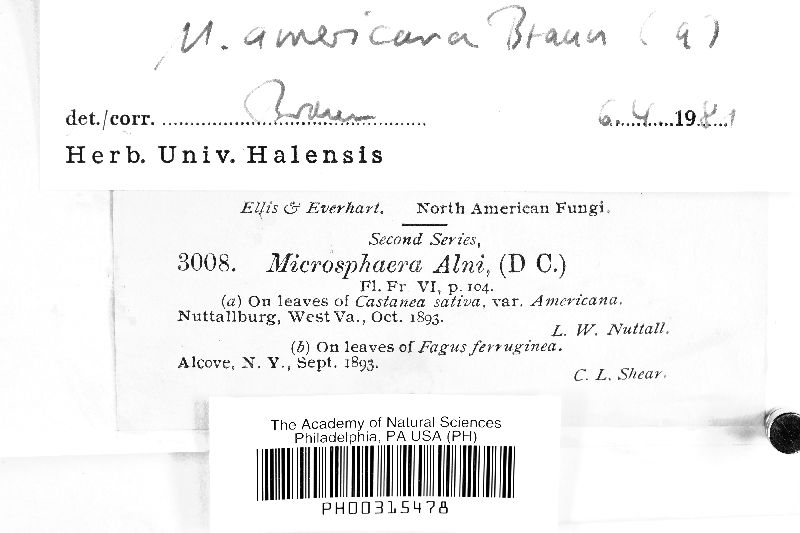 M. americana Braun (a)
det./corr. Braun 6.4.1981
Herb. Univ. Halensis
Ellis & Everhart. North American Fungi.
Second Series,
3008. Microsphaera Alni, (D C.)
Fl. Fr VI, p. 104.
(a) On leaves of Castanea sativa, var. Americana.
Nuttallburg, West Va., Oct. 1893.
L. W. Nuttall.
(b) On leaves of Fagus ferruginea.
Alcove, N. Y., Sept. 1893.
C. L. Shear.
The Academy of Natural Sciences
Philadelphia, PA USA (PH)
PH00315478